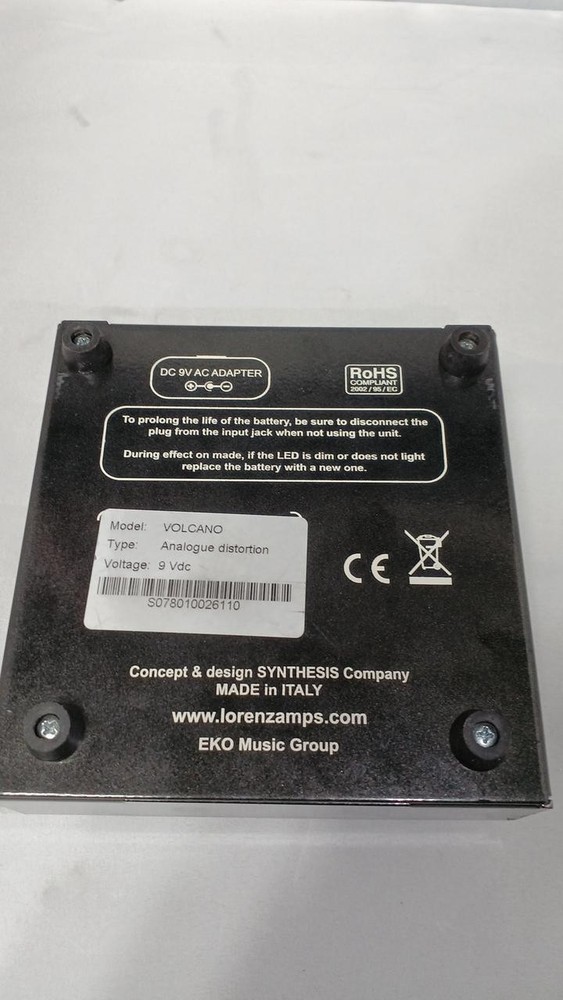 DC 9V AC ADAPTER
RoHS
COMPLIANT
2002 / 95 / EC
To prolong the life of the battery, be sure to disconnect the
plug from the input jack when not using the unit.
During effect on made, if the LED is dim or does not light
replace the battery with a new one.
Model: VOLCANO
Type: Analogue distortion
Voltage: 9 Vdc
S078010026110
CE
Concept & design SYNTHESIS Company
MADE in ITALY
www.lorenzamps.com
EKO Music Group